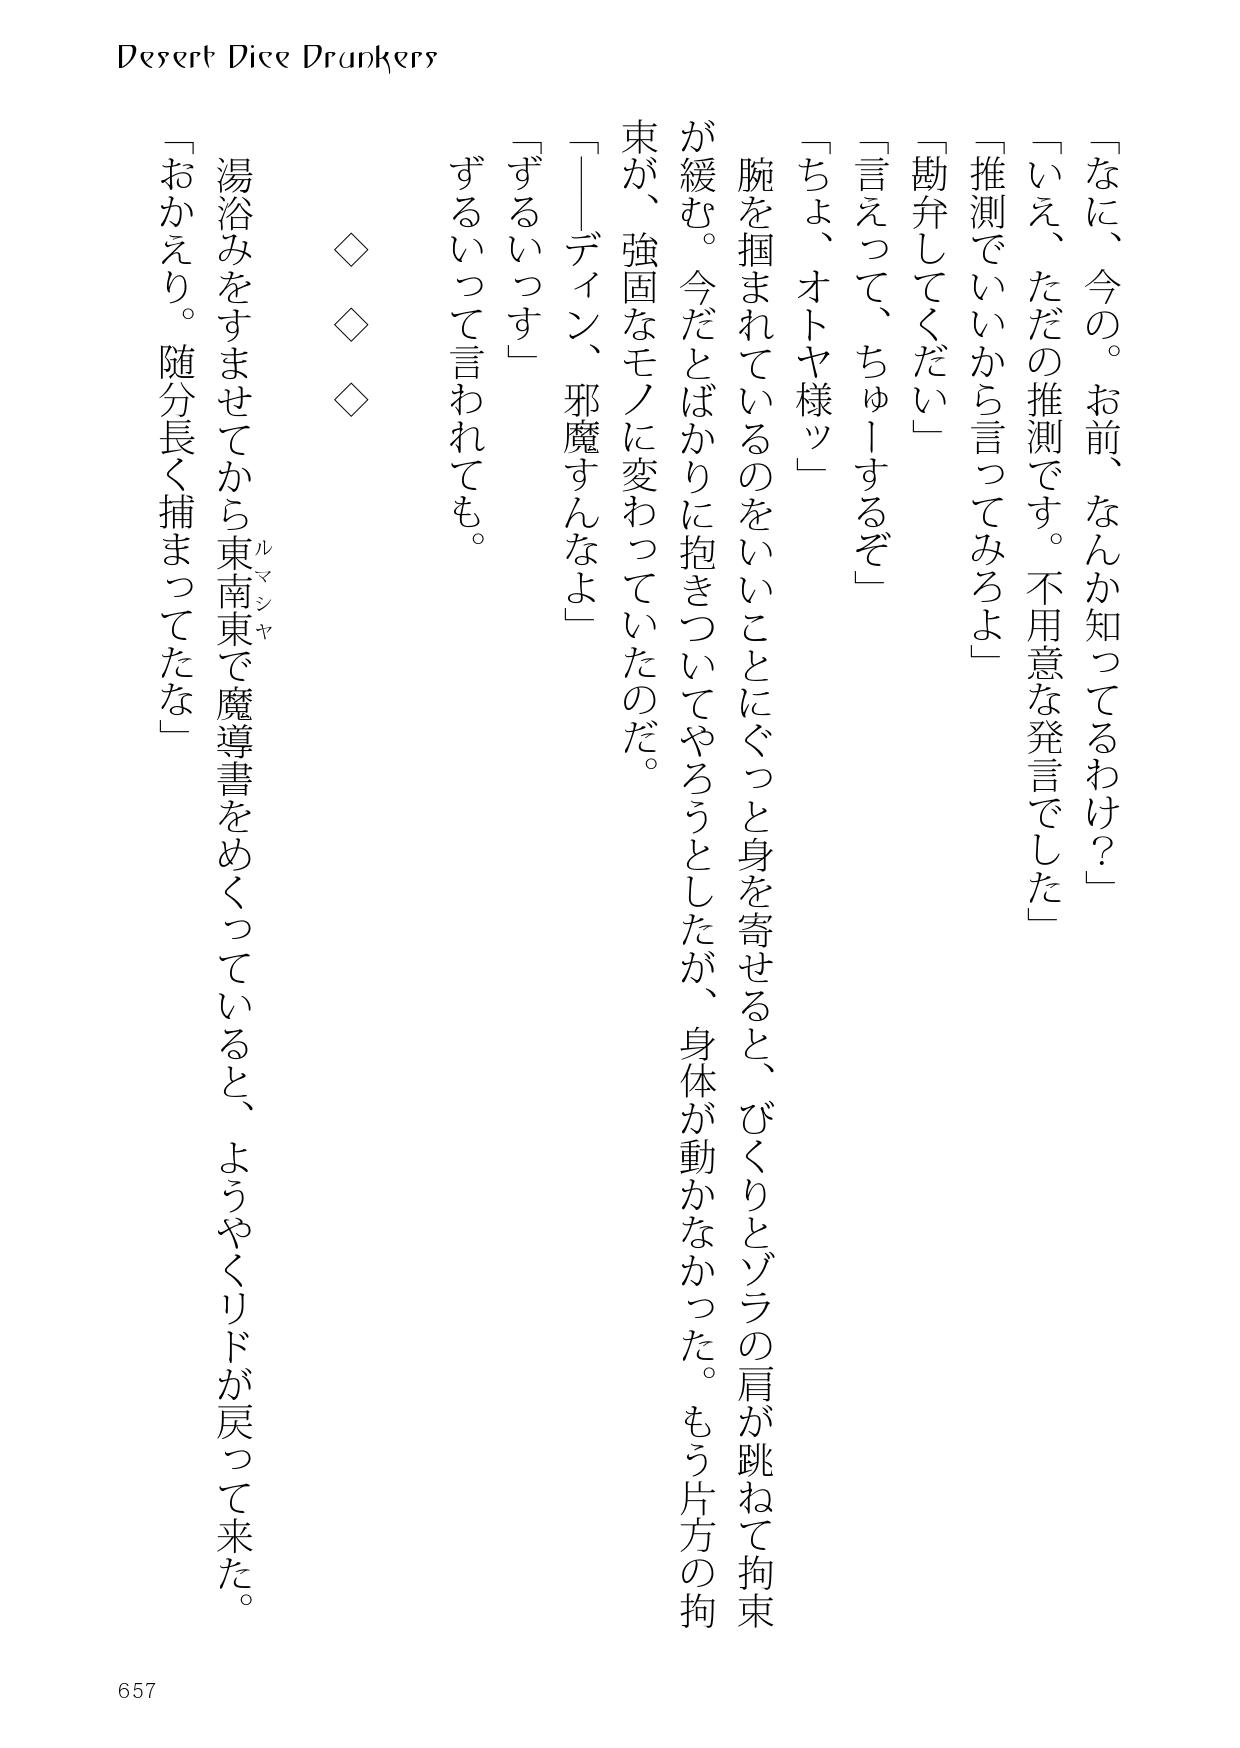 Desert Dice Drunkers
「なに、今の。お前、なんか知ってるわけ？」
「いえ、ただの推測です。不用意な発言でした」
「推測でいいから言ってみろよ」
「勘弁してくだい」
「言えって、ちゅーするぞ」
「ちょ、オトヤ様ッ」
　腕を掴まれているのをいいことにぐっと身を寄せると、びくりとゾラの肩が跳ねて拘束
が緩む。今だとばかりに抱きついてやろうとしたが、身体が動かなかった。もう片方の拘
束が、強固なモノに変わっていたのだ。
「――ディン、邪魔すんなよ」
「ずるいっす」
　ずるいって言われても。
◇　◇　◇
　湯浴みをすませてから東南東ルマシヤで魔導書をめくっていると、ようやくリドが戻って来た。
「おかえり。随分長く捕まってたな」
657